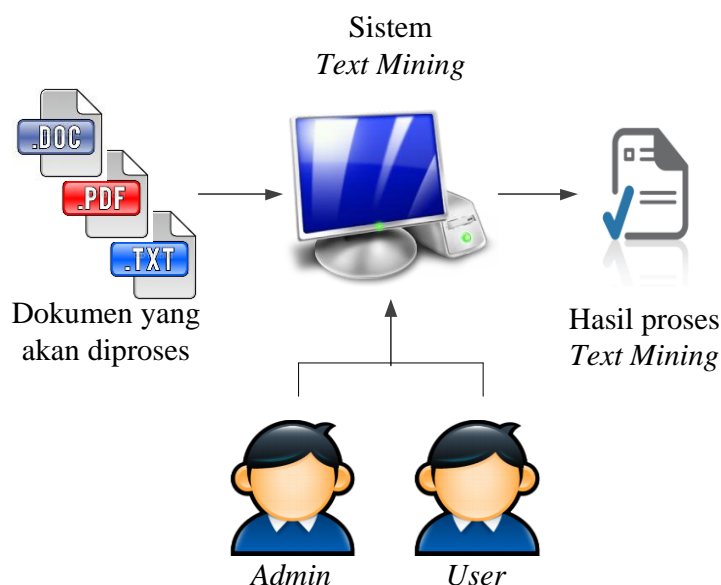 Sistem
Text Mining
.DOC
.PDF
.TXT
Dokumen yang
akan diproses
Hasil proses
Text Mining
Admin
User